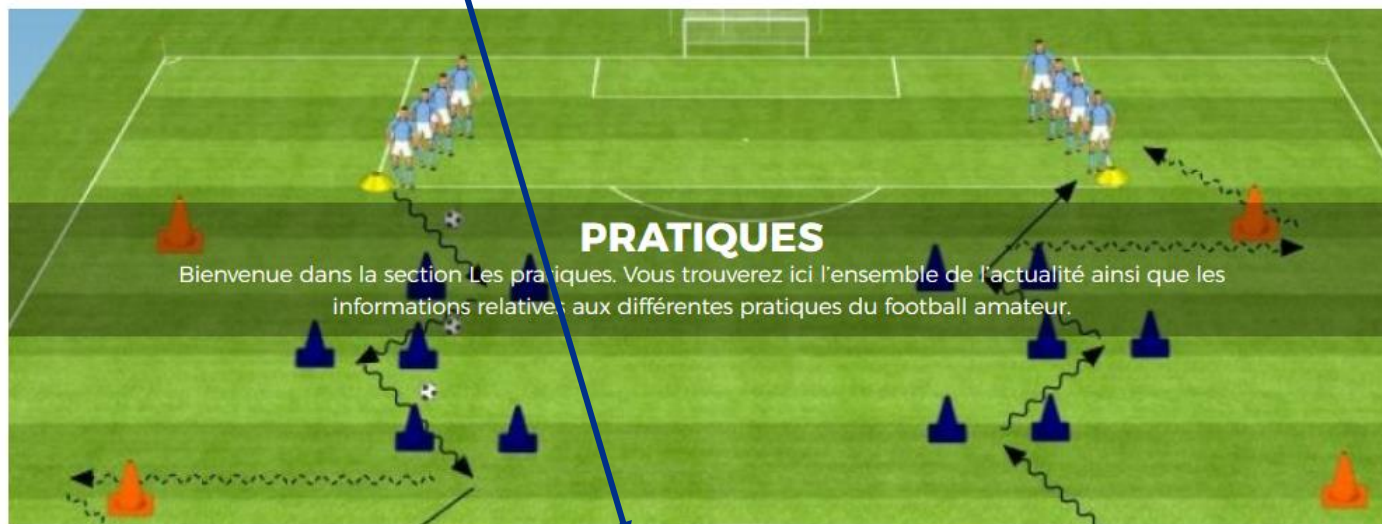 PRATIQUES
Bienvenue dans la section Les pratiques. Vous trouverez ici l'ensemble de l'actualité ainsi que les
informations relatives aux différentes pratiques du football amateur.